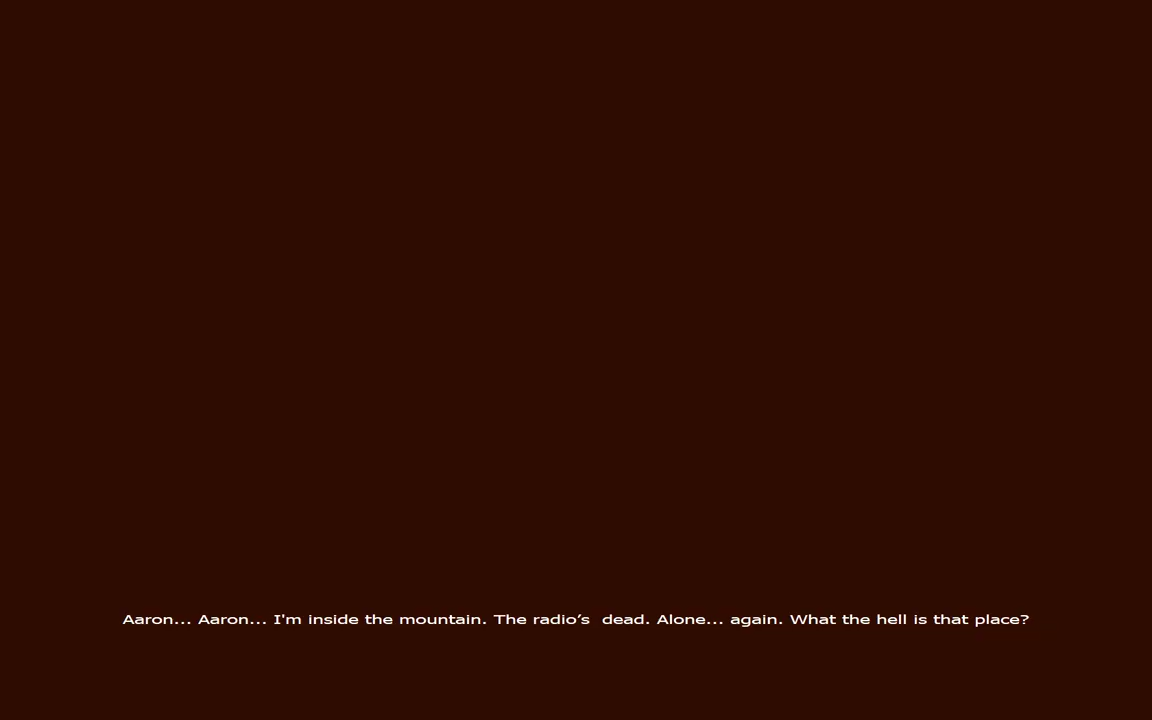 Aaron... Aaron... I'm inside the mountain. The radio’s  dead. Alone... again. What the hell is that place?